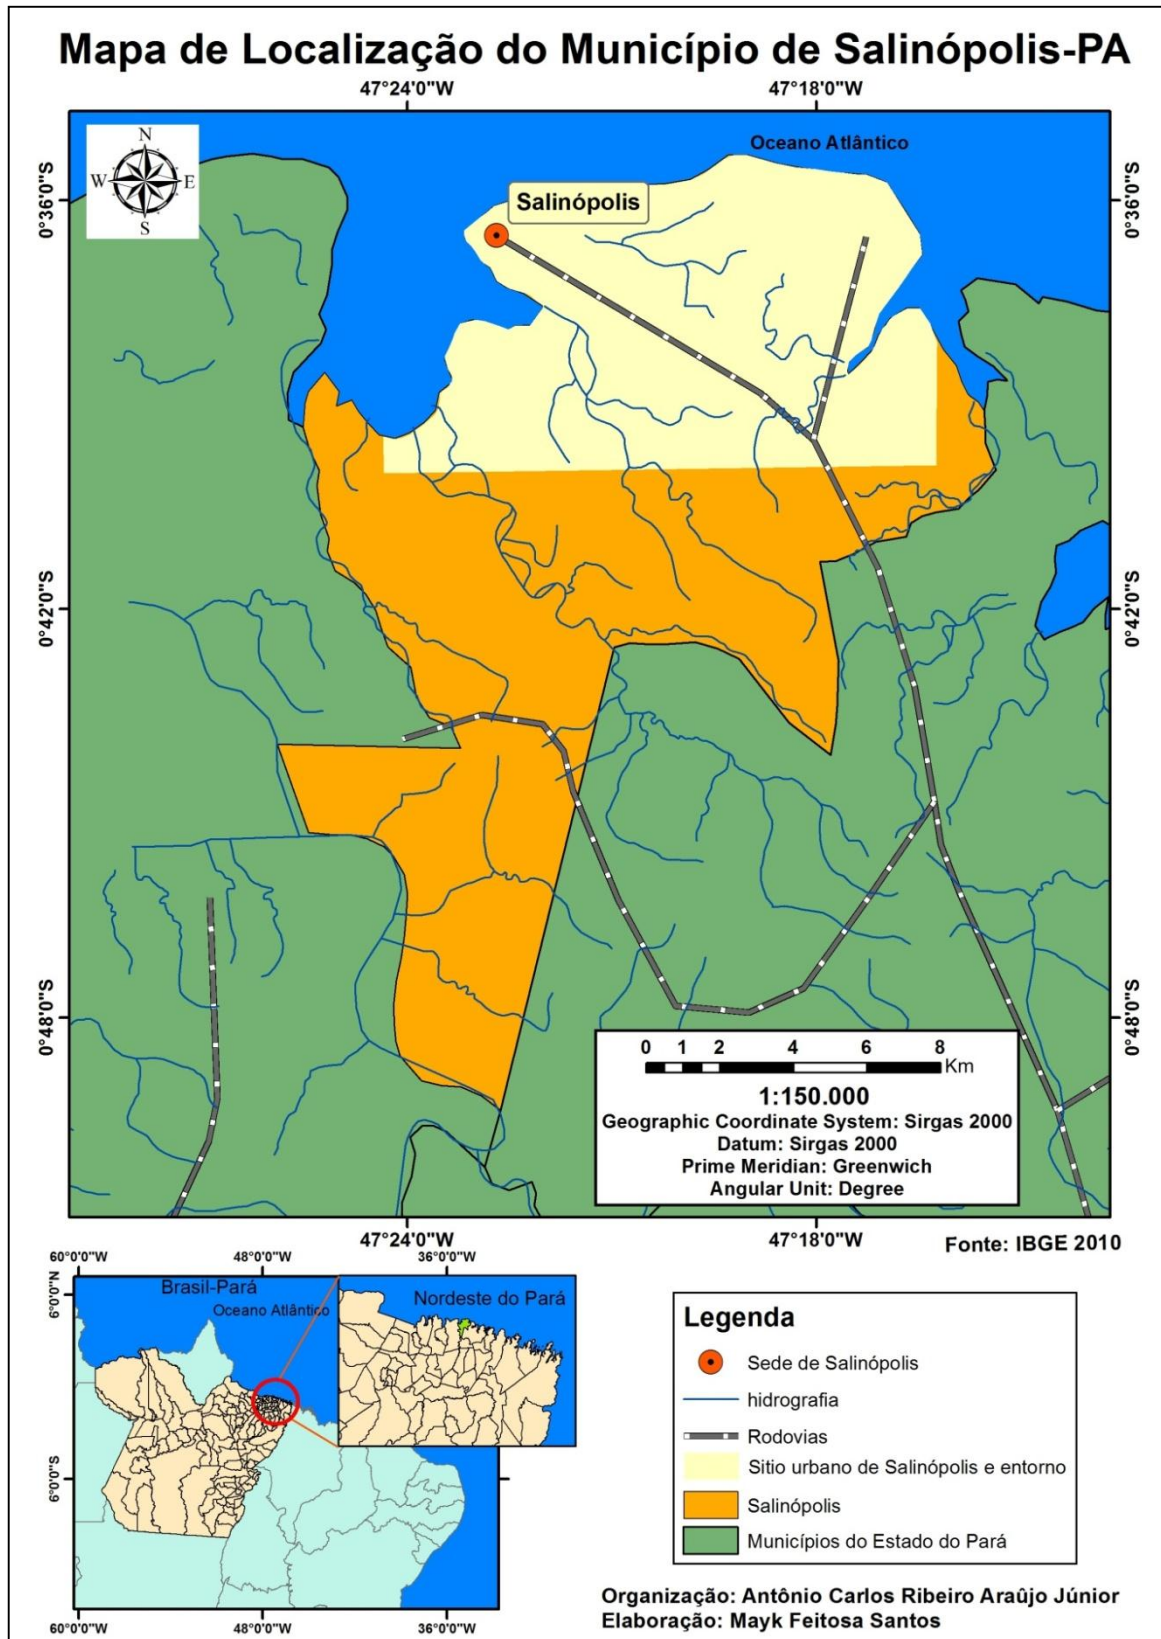 Mapa de Localização do Município de Salinópolis-PA
47°24'0"W
47°18'0"W
N
W
E
S
Oceano Atlântico
Salinópolis
0°36'0"S
0°36'0"S
0°42'0"S
0°42'0"S
0°48'0"S
0°48'0"S
0 1 2 4 6 8
Km
1:150.000
Geographic Coordinate System: Sirgas 2000
Datum: Sirgas 2000
Prime Meridian: Greenwich
Angular Unit: Degree
47°24'0"W
47°18'0"W
Fonte: IBGE 2010
60°0'0"W
48°0'0"W
36°0'0"W
6°0'0"N
6°0'0"S
Brasil-Pará
Oceano Atlântico
Nordeste do Pará
60°0'0"W
48°0'0"W
36°0'0"W
Legenda
Sede de Salinópolis
hidrografia
Rodovias
Sitio urbano de Salinópolis e entorno
Salinópolis
Municípios do Estado do Pará
Organização: Antônio Carlos Ribeiro Araûjo Júnior
Elaboração: Mayk Feitosa Santos